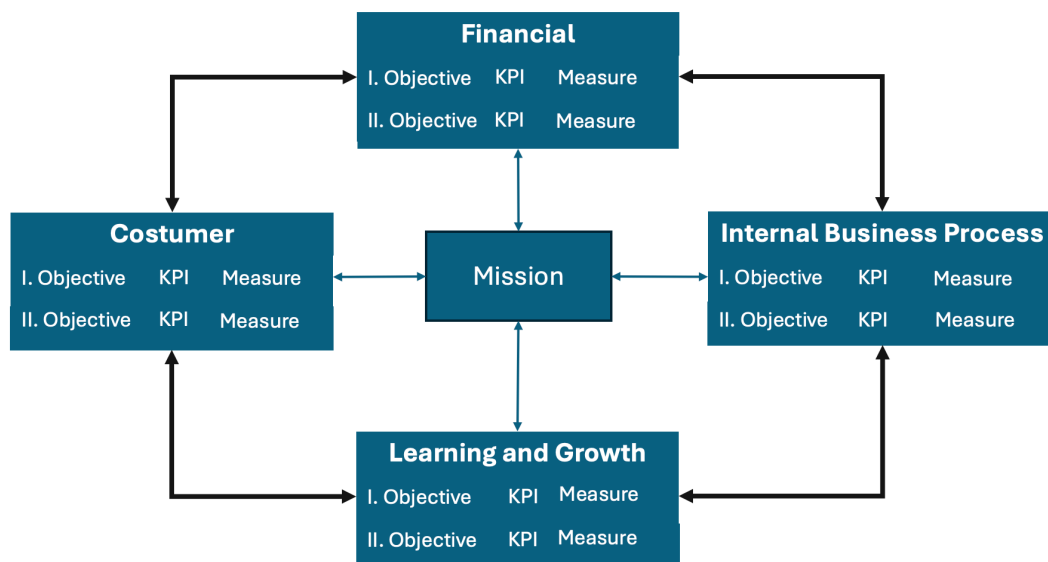 Financial
I. Objective KPI Measure
II. Objective KPI Measure
Costumer
I. Objective KPI Measure
II. Objective KPI Measure
Mission
Internal Business Process
I. Objective KPI Measure
II. Objective KPI Measure
Learning and Growth
I. Objective KPI Measure
II. Objective KPI Measure